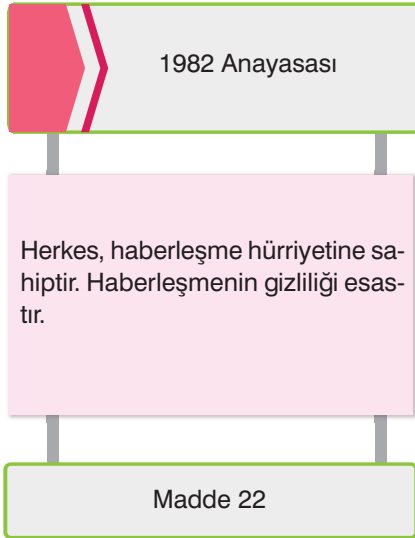 1982 Anayasası
Herkes, haberleşme hürriyetine sa-
hiptir. Haberleşmenin gizliliği esas-
tır.
Madde 22